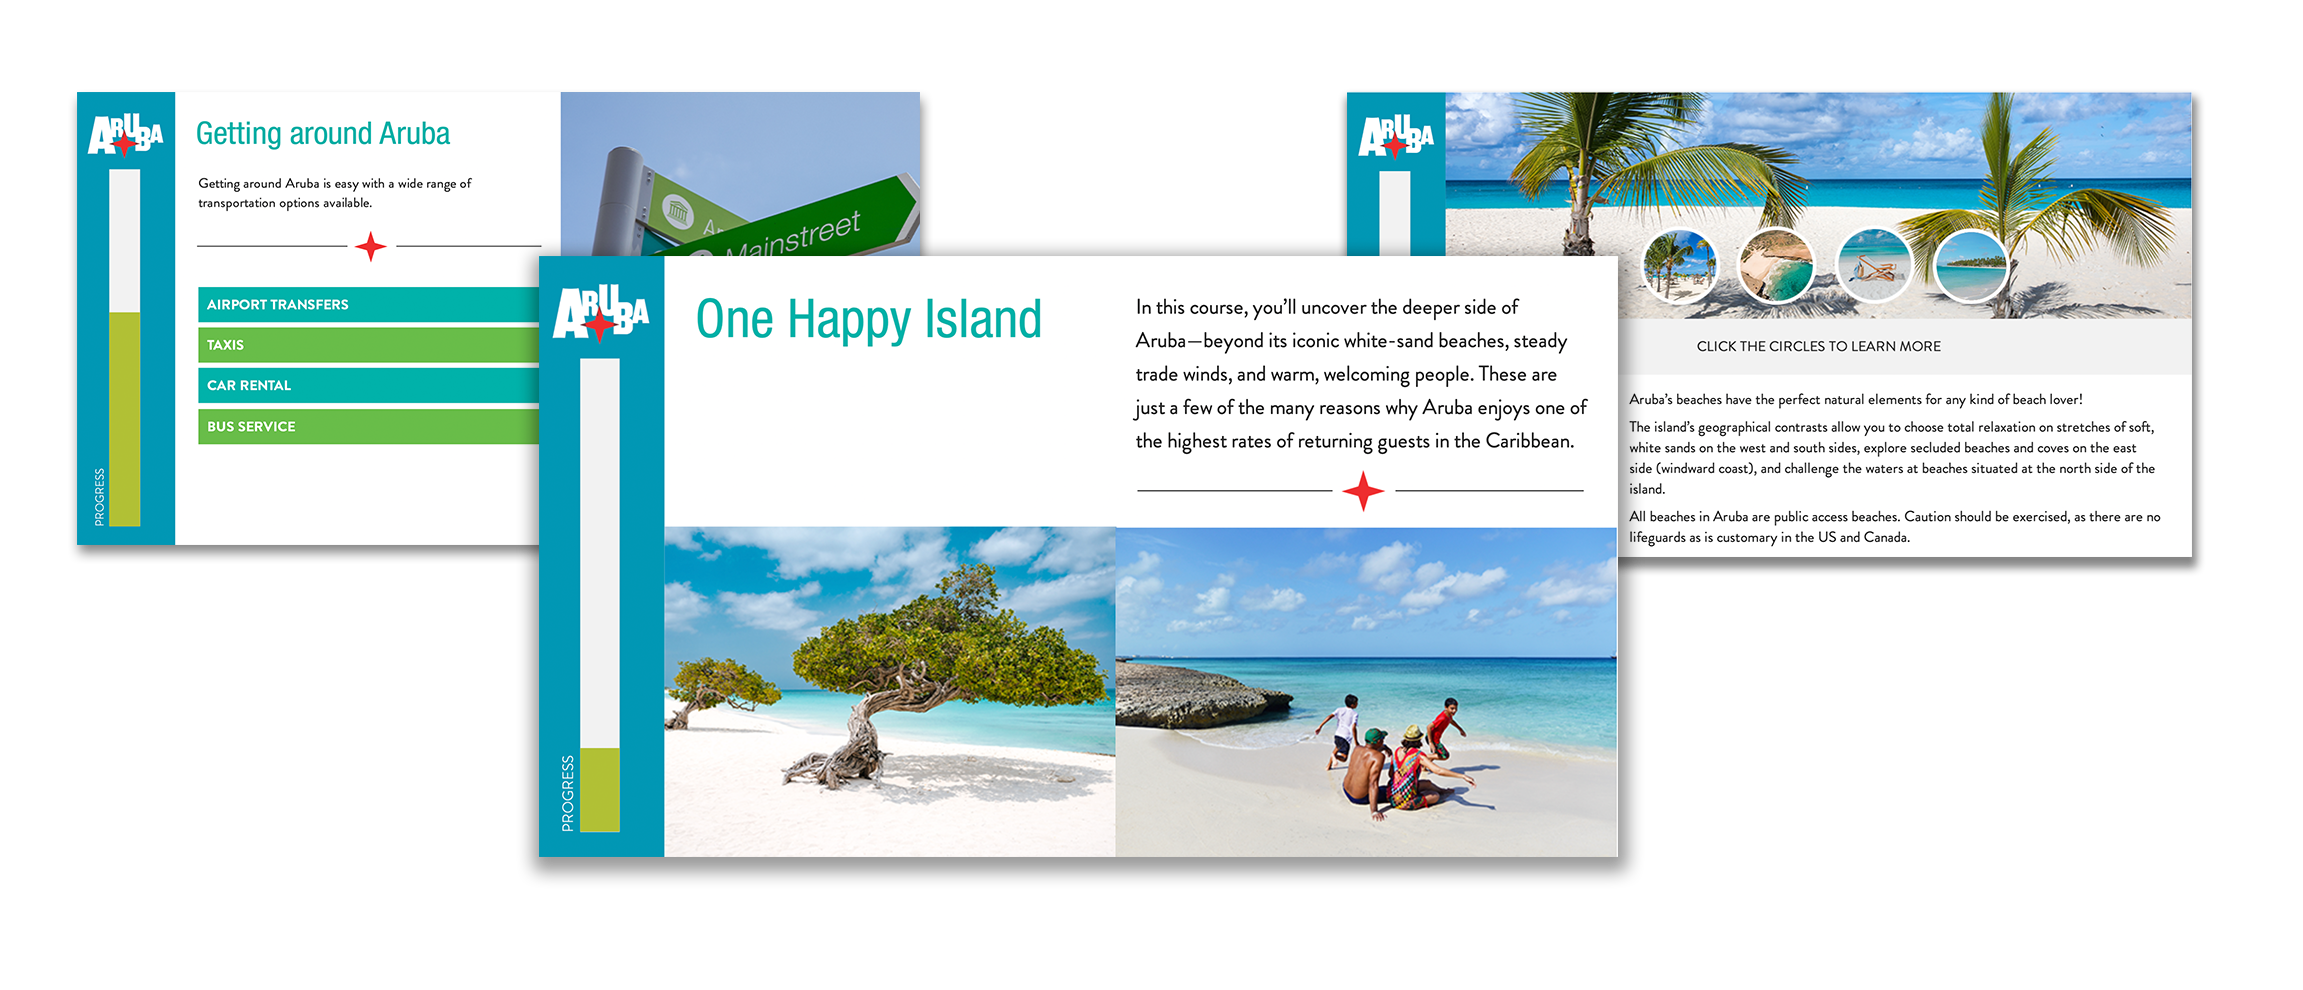 ARUBA
Getting around Aruba
Getting around Aruba is easy with a wide range of
transportation options available.
AIRPORT TRANSFERS
TAXIS
CAR RENTAL
BUS SERVICE
PROGRESS
Mainstreet
ARUBA
One Happy Island
In this course, you’ll uncover the deeper side of
Aruba—beyond its iconic white-sand beaches, steady
trade winds, and warm, welcoming people. These are
just a few of the many reasons why Aruba enjoys one of
the highest rates of returning guests in the Caribbean.
PROGRESS
ARUBA
CLICK THE CIRCLES TO LEARN MORE
Aruba’s beaches have the perfect natural elements for any kind of beach lover!
The island’s geographical contrasts allow you to choose total relaxation on stretches of soft,
white sands on the west and south sides, explore secluded beaches and coves on the east
side (windward coast), and challenge the waters at beaches situated at the north side of the
island.
All beaches in Aruba are public access beaches. Caution should be exercised, as there are no
lifeguards as is customary in the US and Canada.